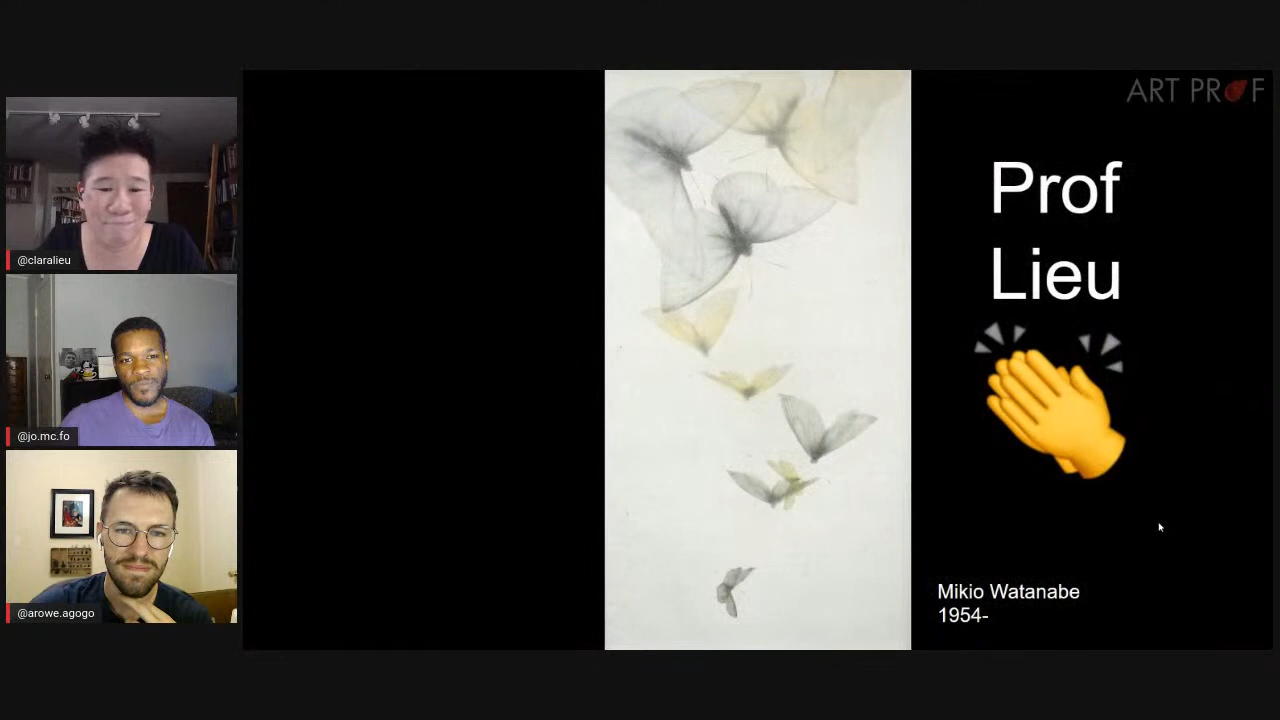 ART PROF
Prof
Lieu
@claralieu
@jo.mc.fo
@arowe.agogo
Mikio Watanabe
1954-